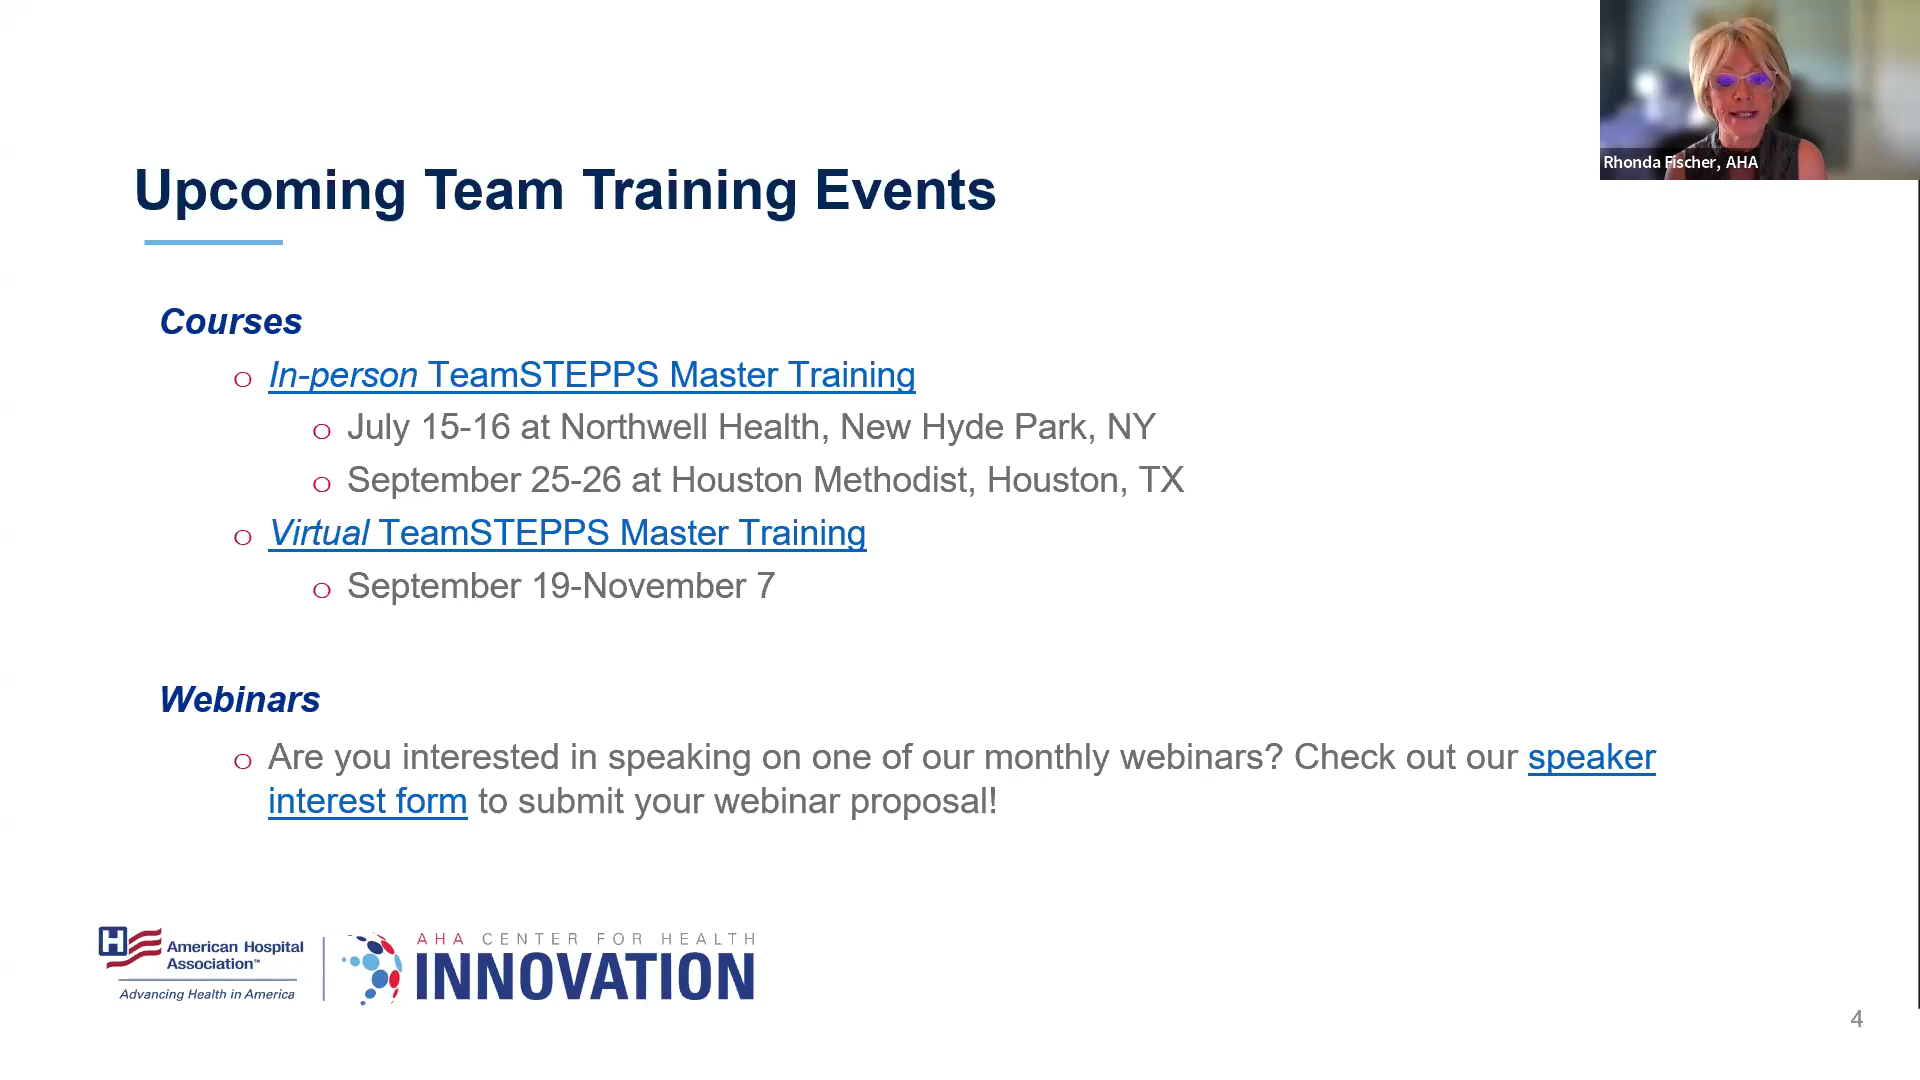 Rhonda Fischer, AHA
Upcoming Team Training Events
Courses
o In-person TeamSTEPPS Master Training
o July 15-16 at Northwell Health, New Hyde Park, NY
o September 25-26 at Houston Methodist, Houston, TX
o Virtual TeamSTEPPS Master Training
o September 19-November 7
Webinars
o Are you interested in speaking on one of our monthly webinars? Check out our speaker
interest form to submit your webinar proposal!
H American Hospital
Association™
Advancing Health in America
AHA CENTER FOR HEALTH
INNOVATION
4